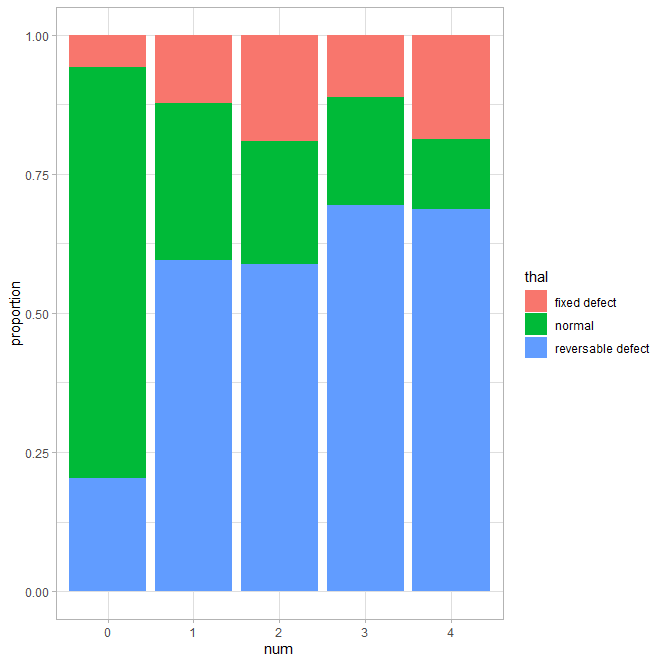 1.00
0.75
0.50
0.25
0.00
proportion
0
1
2
3
4
num
thal
fixed defect
normal
reversable defect